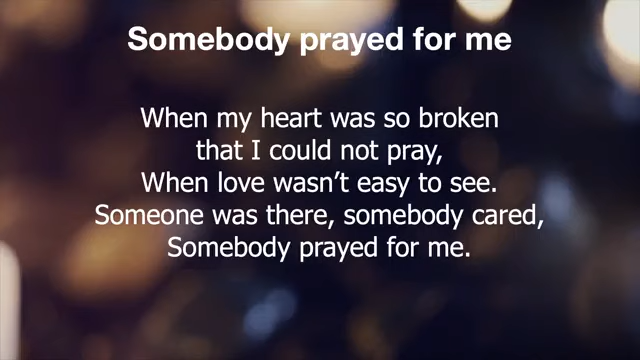 Somebody prayed for me
When my heart was so broken
that I could not pray,
When love wasn’t easy to see.
Someone was there, somebody cared,
Somebody prayed for me.